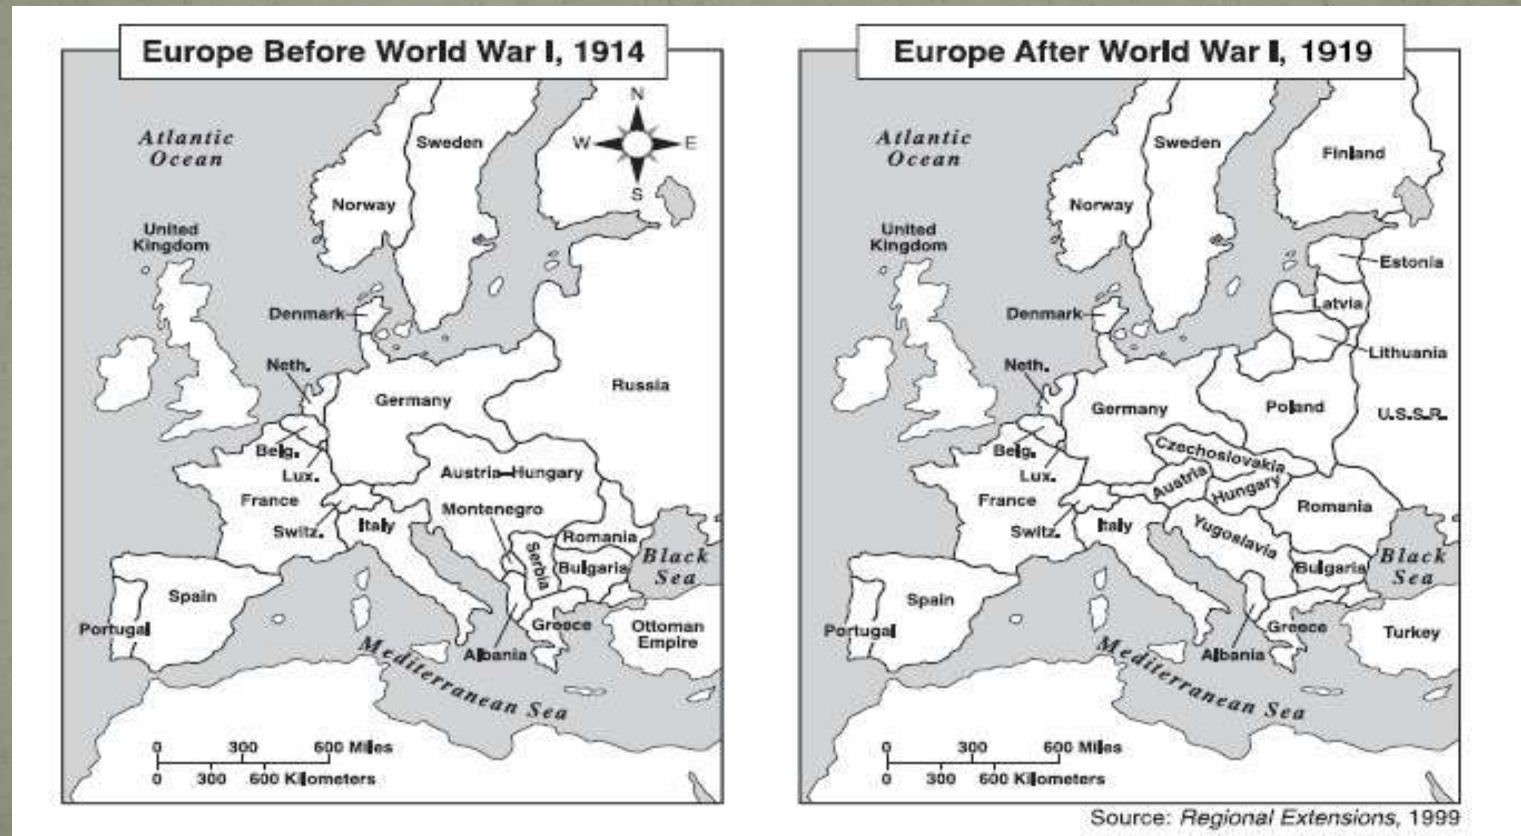 Europe Before World War I, 1914
N
W
E
S
Atlantic
Ocean
Sweden
Norway
United
Kingdom
Denmark
Neth.
Russia
Germany
Belg.
Lux.
Austria-Hungary
France
Montenegro
Switz.
Italy
Romania
Serbia
Black
Sea
Bulgaria
Spain
Portugal
Greece
Ottoman
Empire
Albania
Mediterranean Sea
0 300 600 Miles
0 300 600 Kilometers
Europe After World War I, 1919
Atlantic
Ocean
Sweden
Finland
Norway
United
Kingdom
Estonia
Denmark
Latvia
Lithuania
Neth.
Germany
Poland
U.S.S.R.
Belg.
Czechoslovakia
Lux.
Austria
Hungary
France
Romania
Switz.
Italy
Yugoslavia
Black
Sea
Bulgaria
Spain
Portugal
Greece
Turkey
Albania
Mediterranean Sea
0 300 600 Miles
0 300 600 Kilometers
Source: Regional Extensions, 1999